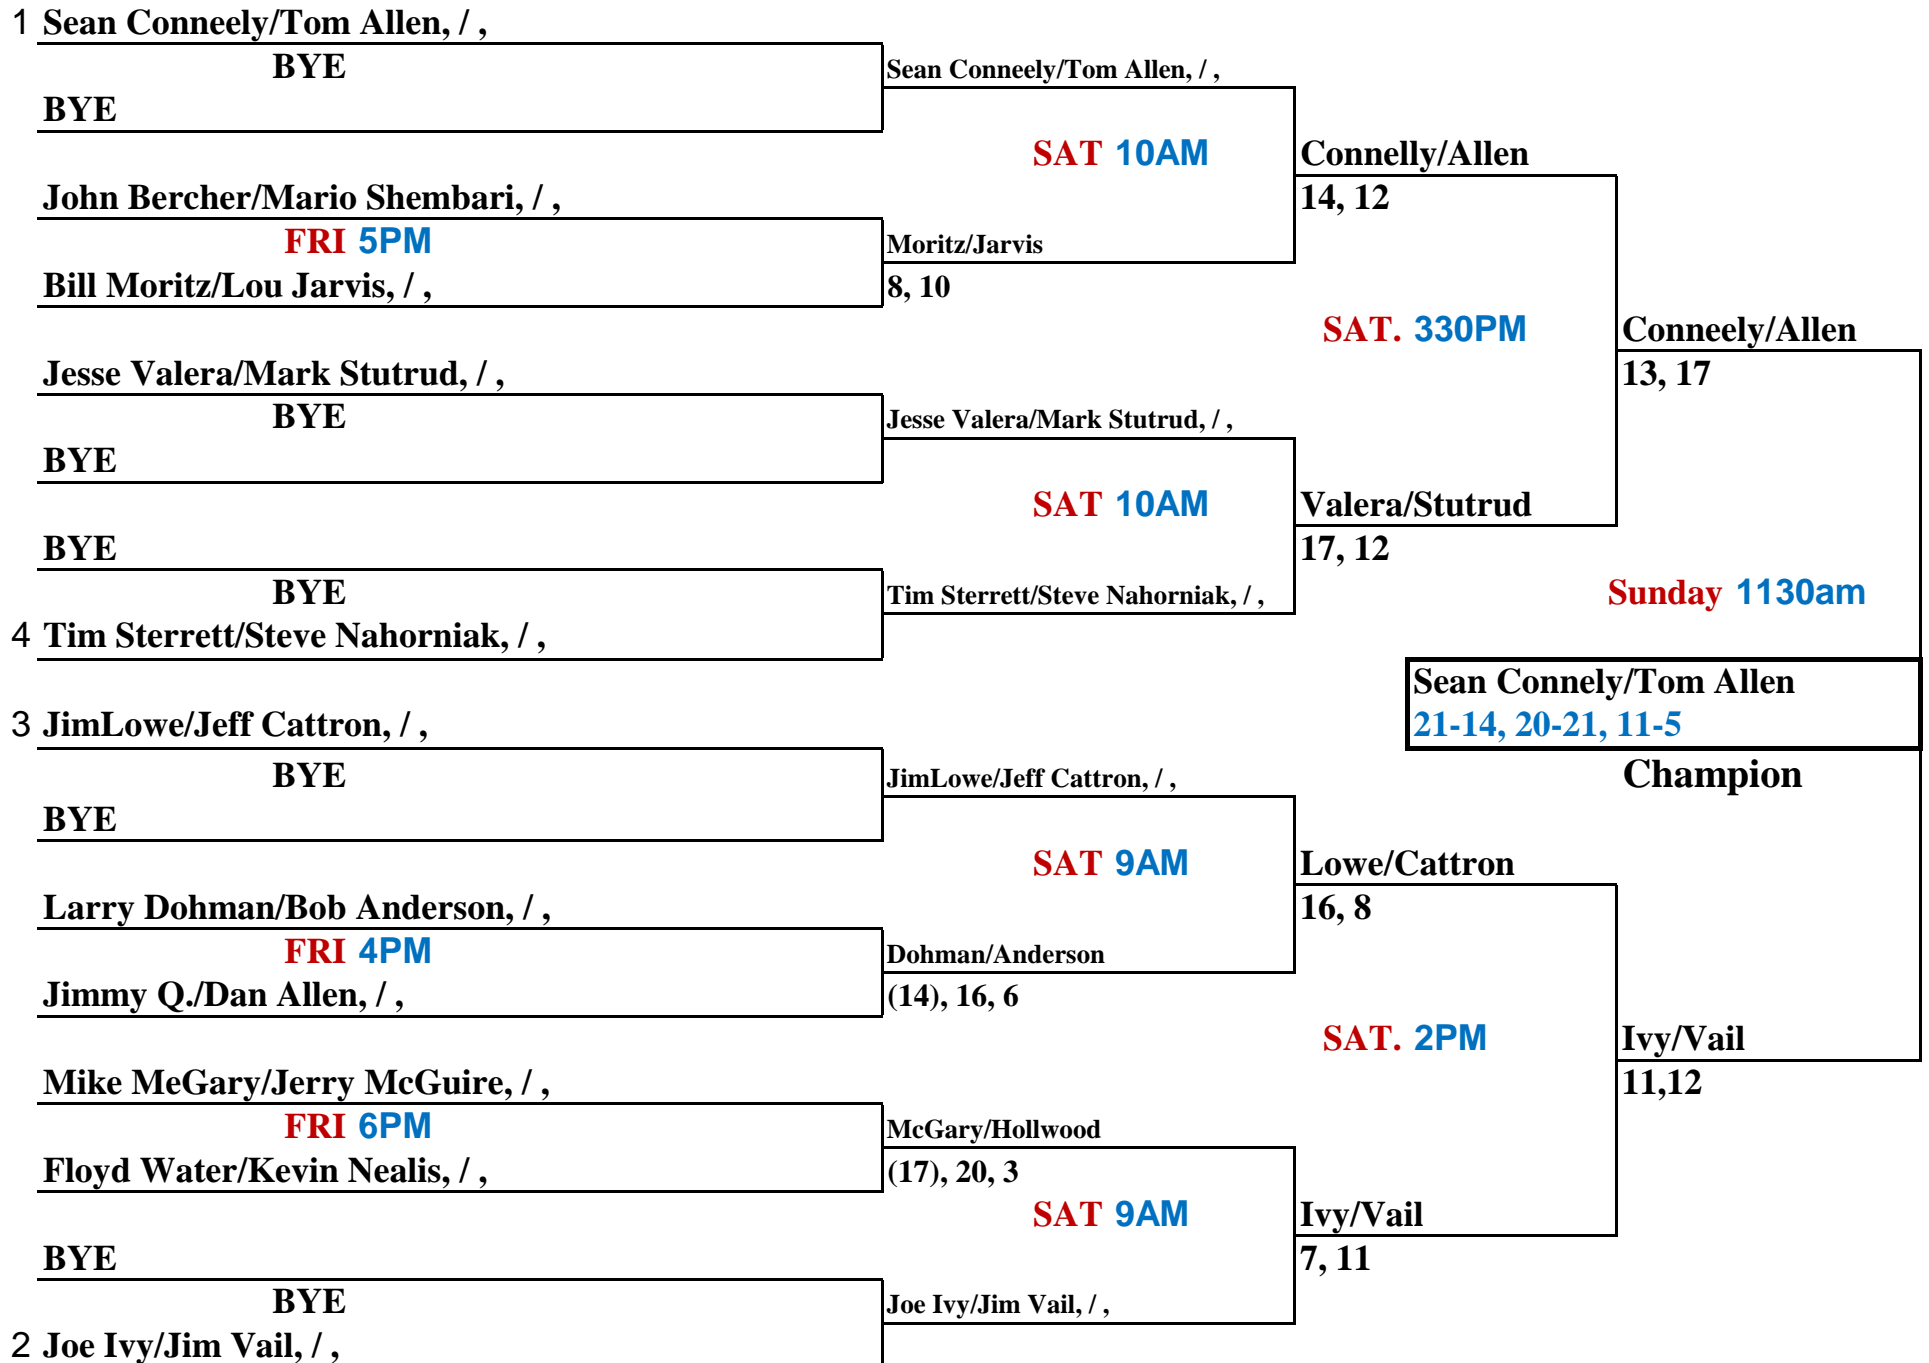 1 Sean Conneely/Tom Allen, / ,
BYE
BYE
John Bercher/Mario Shembari, / ,
FRI 5PM
Bill Moritz/Lou Jarvis, / ,
Jesse Valera/Mark Stutrud, / ,
BYE
BYE
BYE
BYE
4 Tim Sterrett/Steve Nahorniak, / ,
3 JimLowe/Jeff Cattron, / ,
BYE
BYE
Larry Dohman/Bob Anderson, / ,
FRI 4PM
Jimmy Q./Dan Allen, / ,
Mike MeGary/Jerry McGuire, / ,
FRI 6PM
Floyd Water/Kevin Nealis, / ,
BYE
BYE
2 Joe Ivy/Jim Vail, / ,
Sean Conneely/Tom Allen, / ,
SAT 10AM
Moritz/Jarvis
8, 10
Jesse Valera/Mark Stutrud, / ,
SAT 10AM
Tim Sterrett/Steve Nahorniak, / ,
JimLowe/Jeff Cattron, / ,
SAT 9AM
Dohman/Anderson
(14), 16, 6
McGary/Hollwood
(17), 20, 3
SAT 9AM
Joe Ivy/Jim Vail, / ,
Connelly/Allen
14, 12
SAT. 330PM
Valera/Stutrud
17, 12
Lowe/Cattron
16, 8
SAT. 2PM
Ivy/Vail
7, 11
Conneely/Allen
13, 17
Sunday 1130am
Sean Connely/Tom Allen
21-14, 20-21, 11-5
Champion
Ivy/Vail
11,12